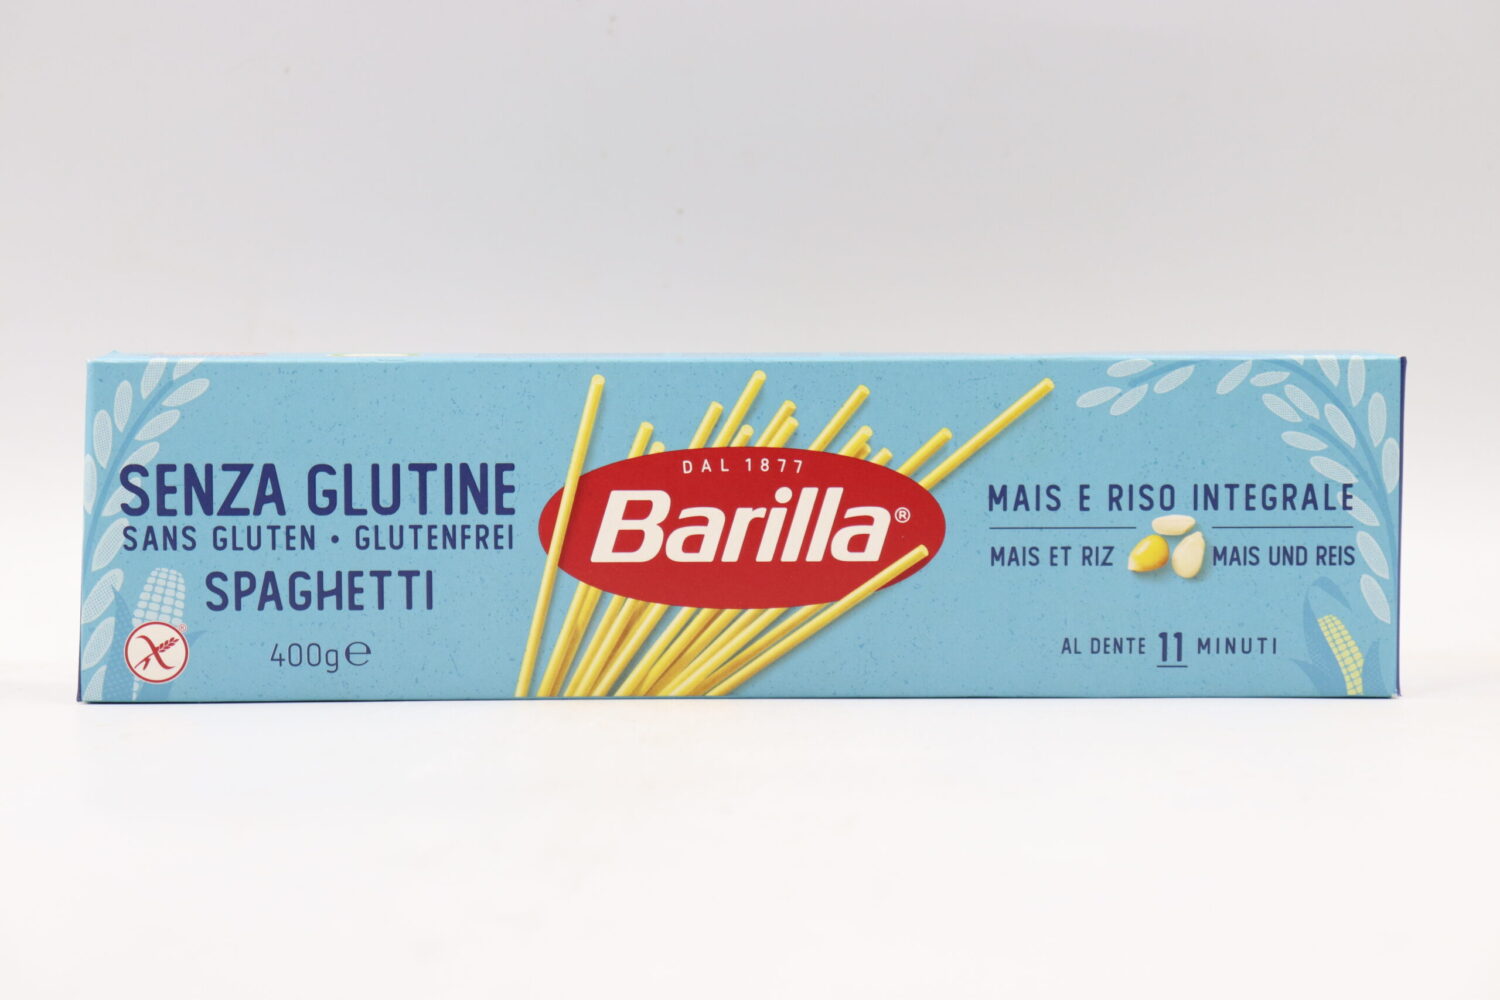 SENZA GLUTINE
SANS GLUTEN • GLUTENFREI
SPAGHETTI
400g℮
DAL 1877
Barilla®
MAIS E RISO INTEGRALE
MAIS ET RIZ
MAIS UND REIS
AL DENTE 11 MINUTI